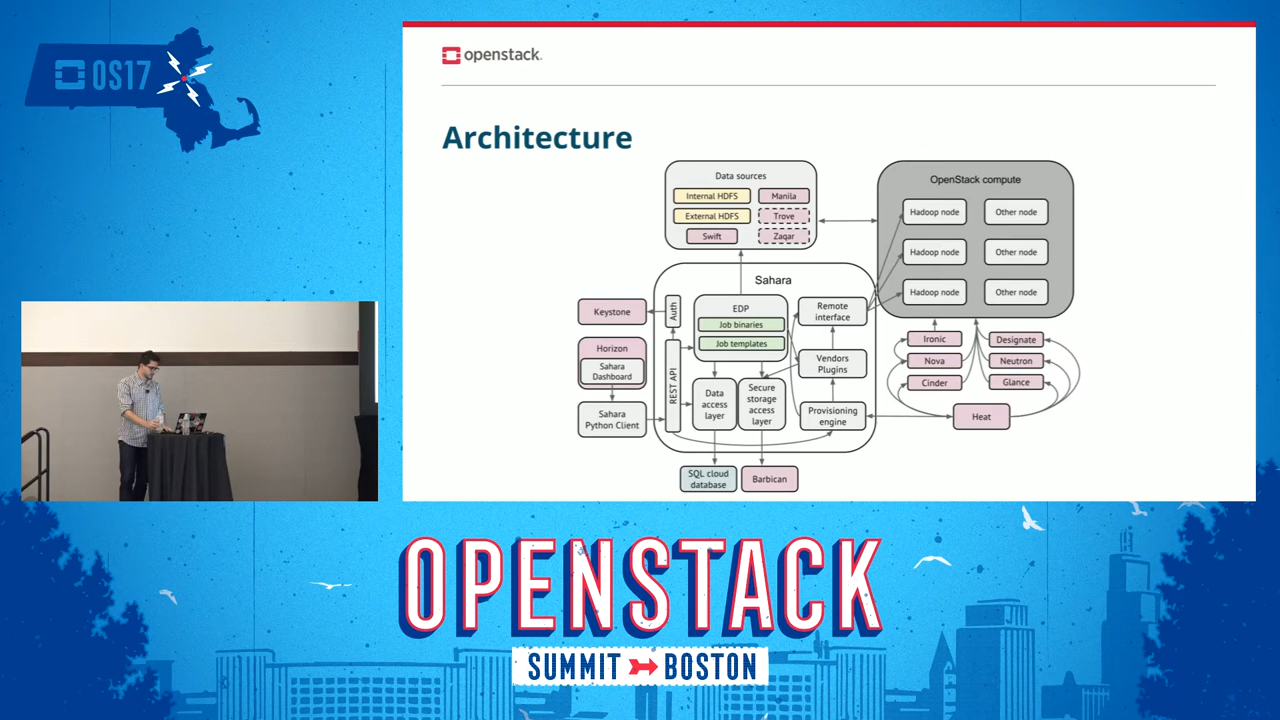 OS17
openstack.
Architecture
Data sources
Internal HDFS
Manila
External HDFS
Trove
Swift
Zaqar
OpenStack compute
Hadoop node
Other node
Hadoop node
Other node
Hadoop node
Other node
Sahara
Keystone
Auth
EDP
Job binaries
Job templates
Remote
interface
Horizon
Sahara
Dashboard
REST API
Vendors
Plugins
Ironic
Designate
Nova
Neutron
Cinder
Glance
Sahara
Python Client
Data
access
layer
Secure
storage
access
layer
Provisioning
engine
Heat
SQL cloud
database
Barbican
OPENSTACK
SUMMIT BOSTON